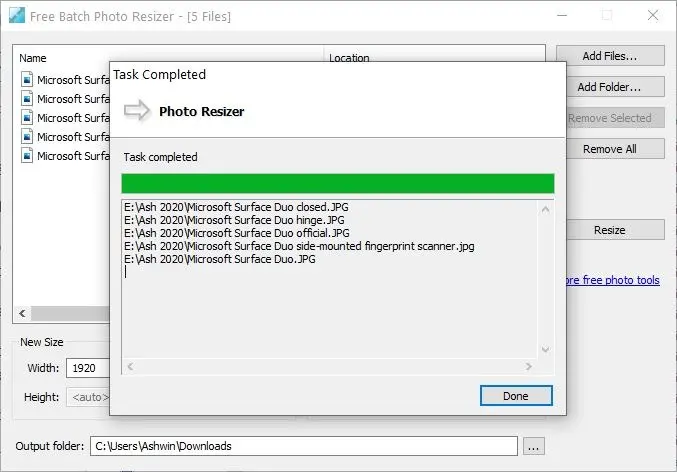 Free Batch Photo Resizer - [5 Files]
Name
Location
Microsoft Surfa
Microsoft Surfa
Microsoft Surfa
Microsoft Surfa
Microsoft Surfa
Add Files...
Add Folder...
Remove Selected
Remove All
Resize
ore free photo tools
Task Completed
Photo Resizer
Task completed
E:\Ash 2020\Microsoft Surface Duo closed.JPG
E:\Ash 2020\Microsoft Surface Duo hinge.JPG
E:\Ash 2020\Microsoft Surface Duo official.JPG
E:\Ash 2020\Microsoft Surface Duo side-mounted fingerprint scanner.jpg
E:\Ash 2020\Microsoft Surface Duo.JPG
Done
New Size
Width: 1920
Height: <auto>
Output folder: C:\Users\Ashwin\Downloads
...